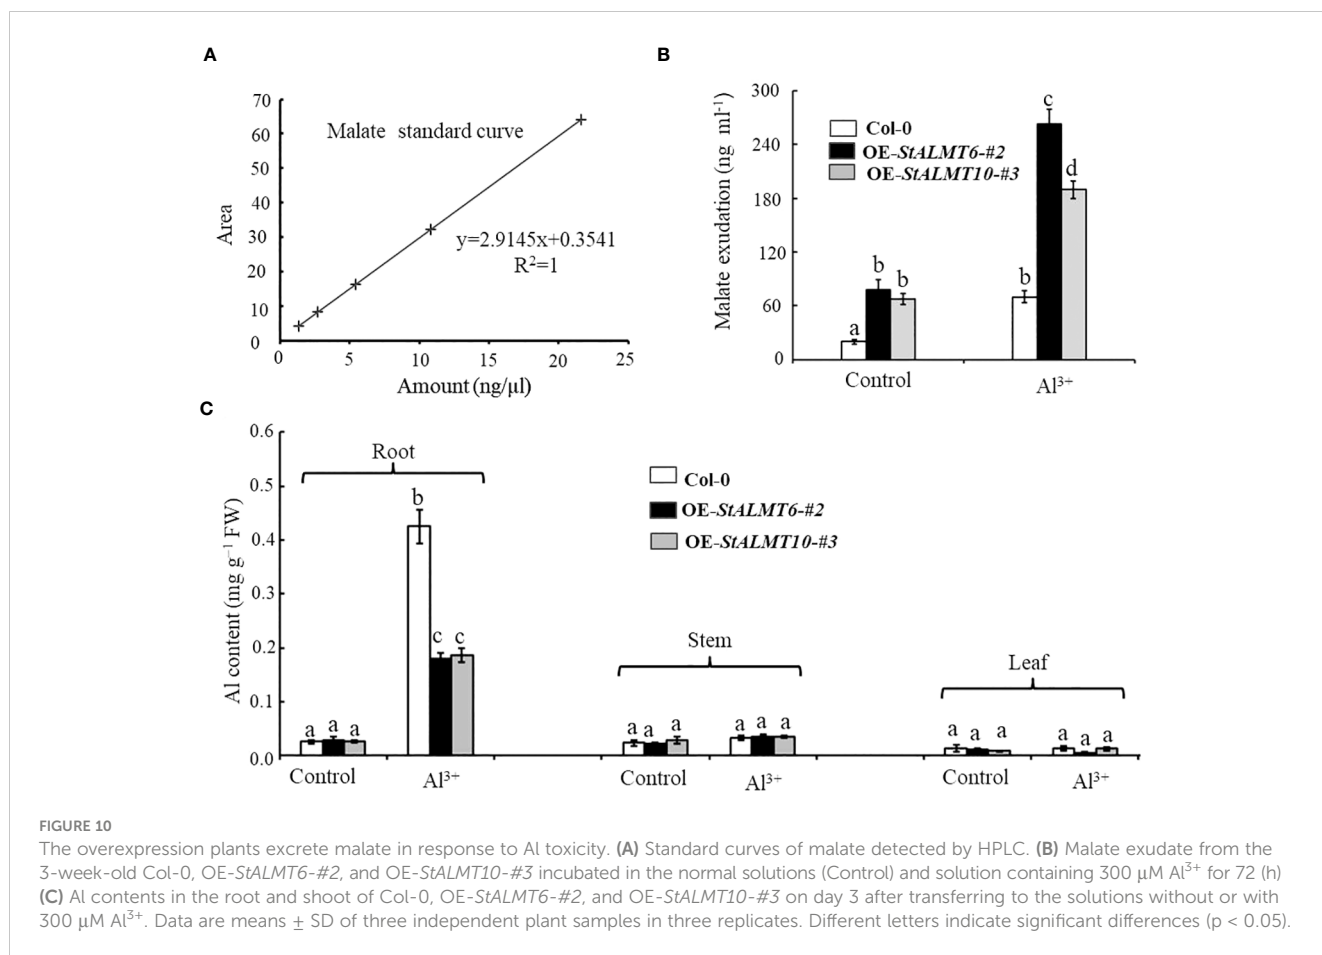 A
70
60
50
40
30
20
10
0
Area
Malate standard curve
y=2.9145x+0.3541
R²=1
0 5 10 15 20 25
Amount (ng/μl)
B
300
240
180
120
60
0
Malate exudation (ng ml⁻¹)
Col-0
OE-StALMT6-#2
OE-StALMT10-#3
a b b b c d
Control Al³⁺
C
0.6
0.5
0.4
0.3
0.2
0.1
0.0
Al content (mg g⁻¹ FW)
Root
Stem
Leaf
Col-0
OE-StALMT6-#2
OE-StALMT10-#3
a a a b c c a a a a a a a a a a a a
Control Al³⁺ Control Al³⁺ Control Al³⁺
FIGURE 10
The overexpression plants excrete malate in response to Al toxicity. (A) Standard curves of malate detected by HPLC. (B) Malate exudate from the
3-week-old Col-0, OE-StALMT6-#2, and OE-StALMT10-#3 incubated in the normal solutions (Control) and solution containing 300 μM Al³⁺ for 72 (h)
(C) Al contents in the root and shoot of Col-0, OE-StALMT6-#2, and OE-StALMT10-#3 on day 3 after transferring to the solutions without or with
300 μM Al³⁺. Data are means ± SD of three independent plant samples in three replicates. Different letters indicate significant differences (p < 0.05).